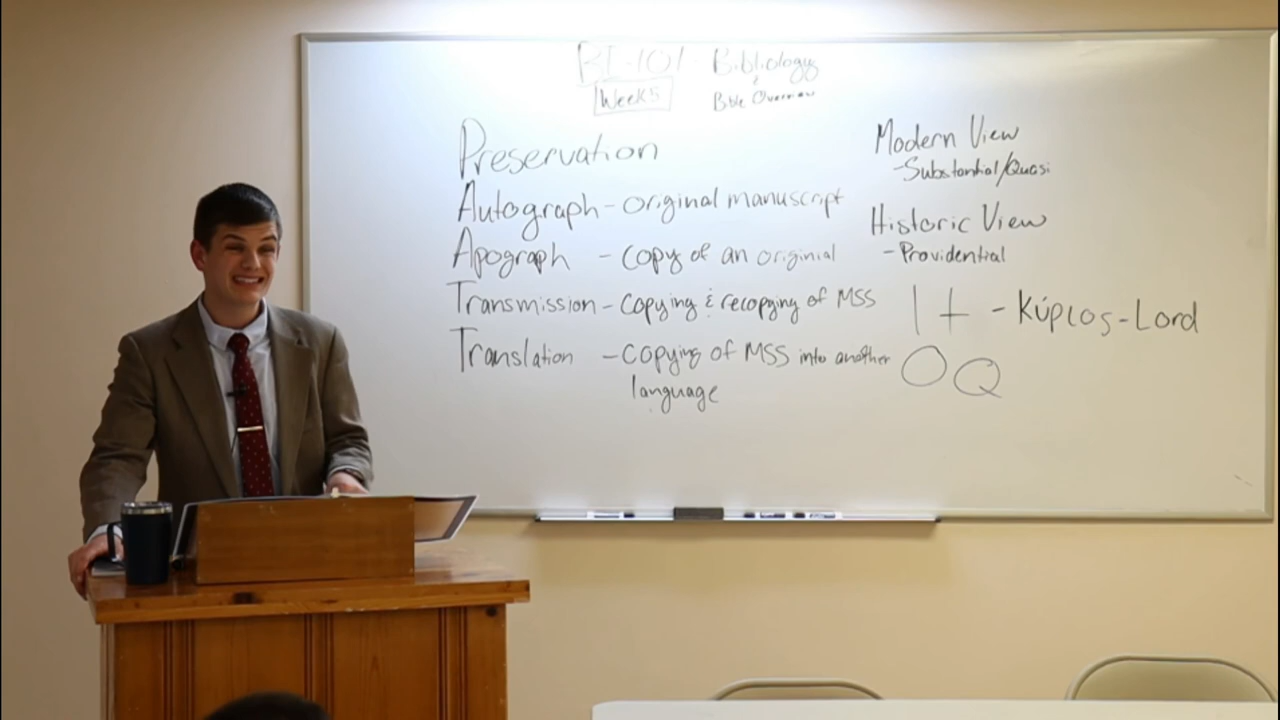 BI-101 Bibliology
&
Week 5 Bible Overview
Preservation
Autograph - original manuscript
Apograph - copy of an originial
Transmission - copying & recopying of MSS
Translation - copying of MSS into another
language
Modern View
- Substantial/Quasi
Historic View
- Providential
| + - Κύριος - Lord
O Q